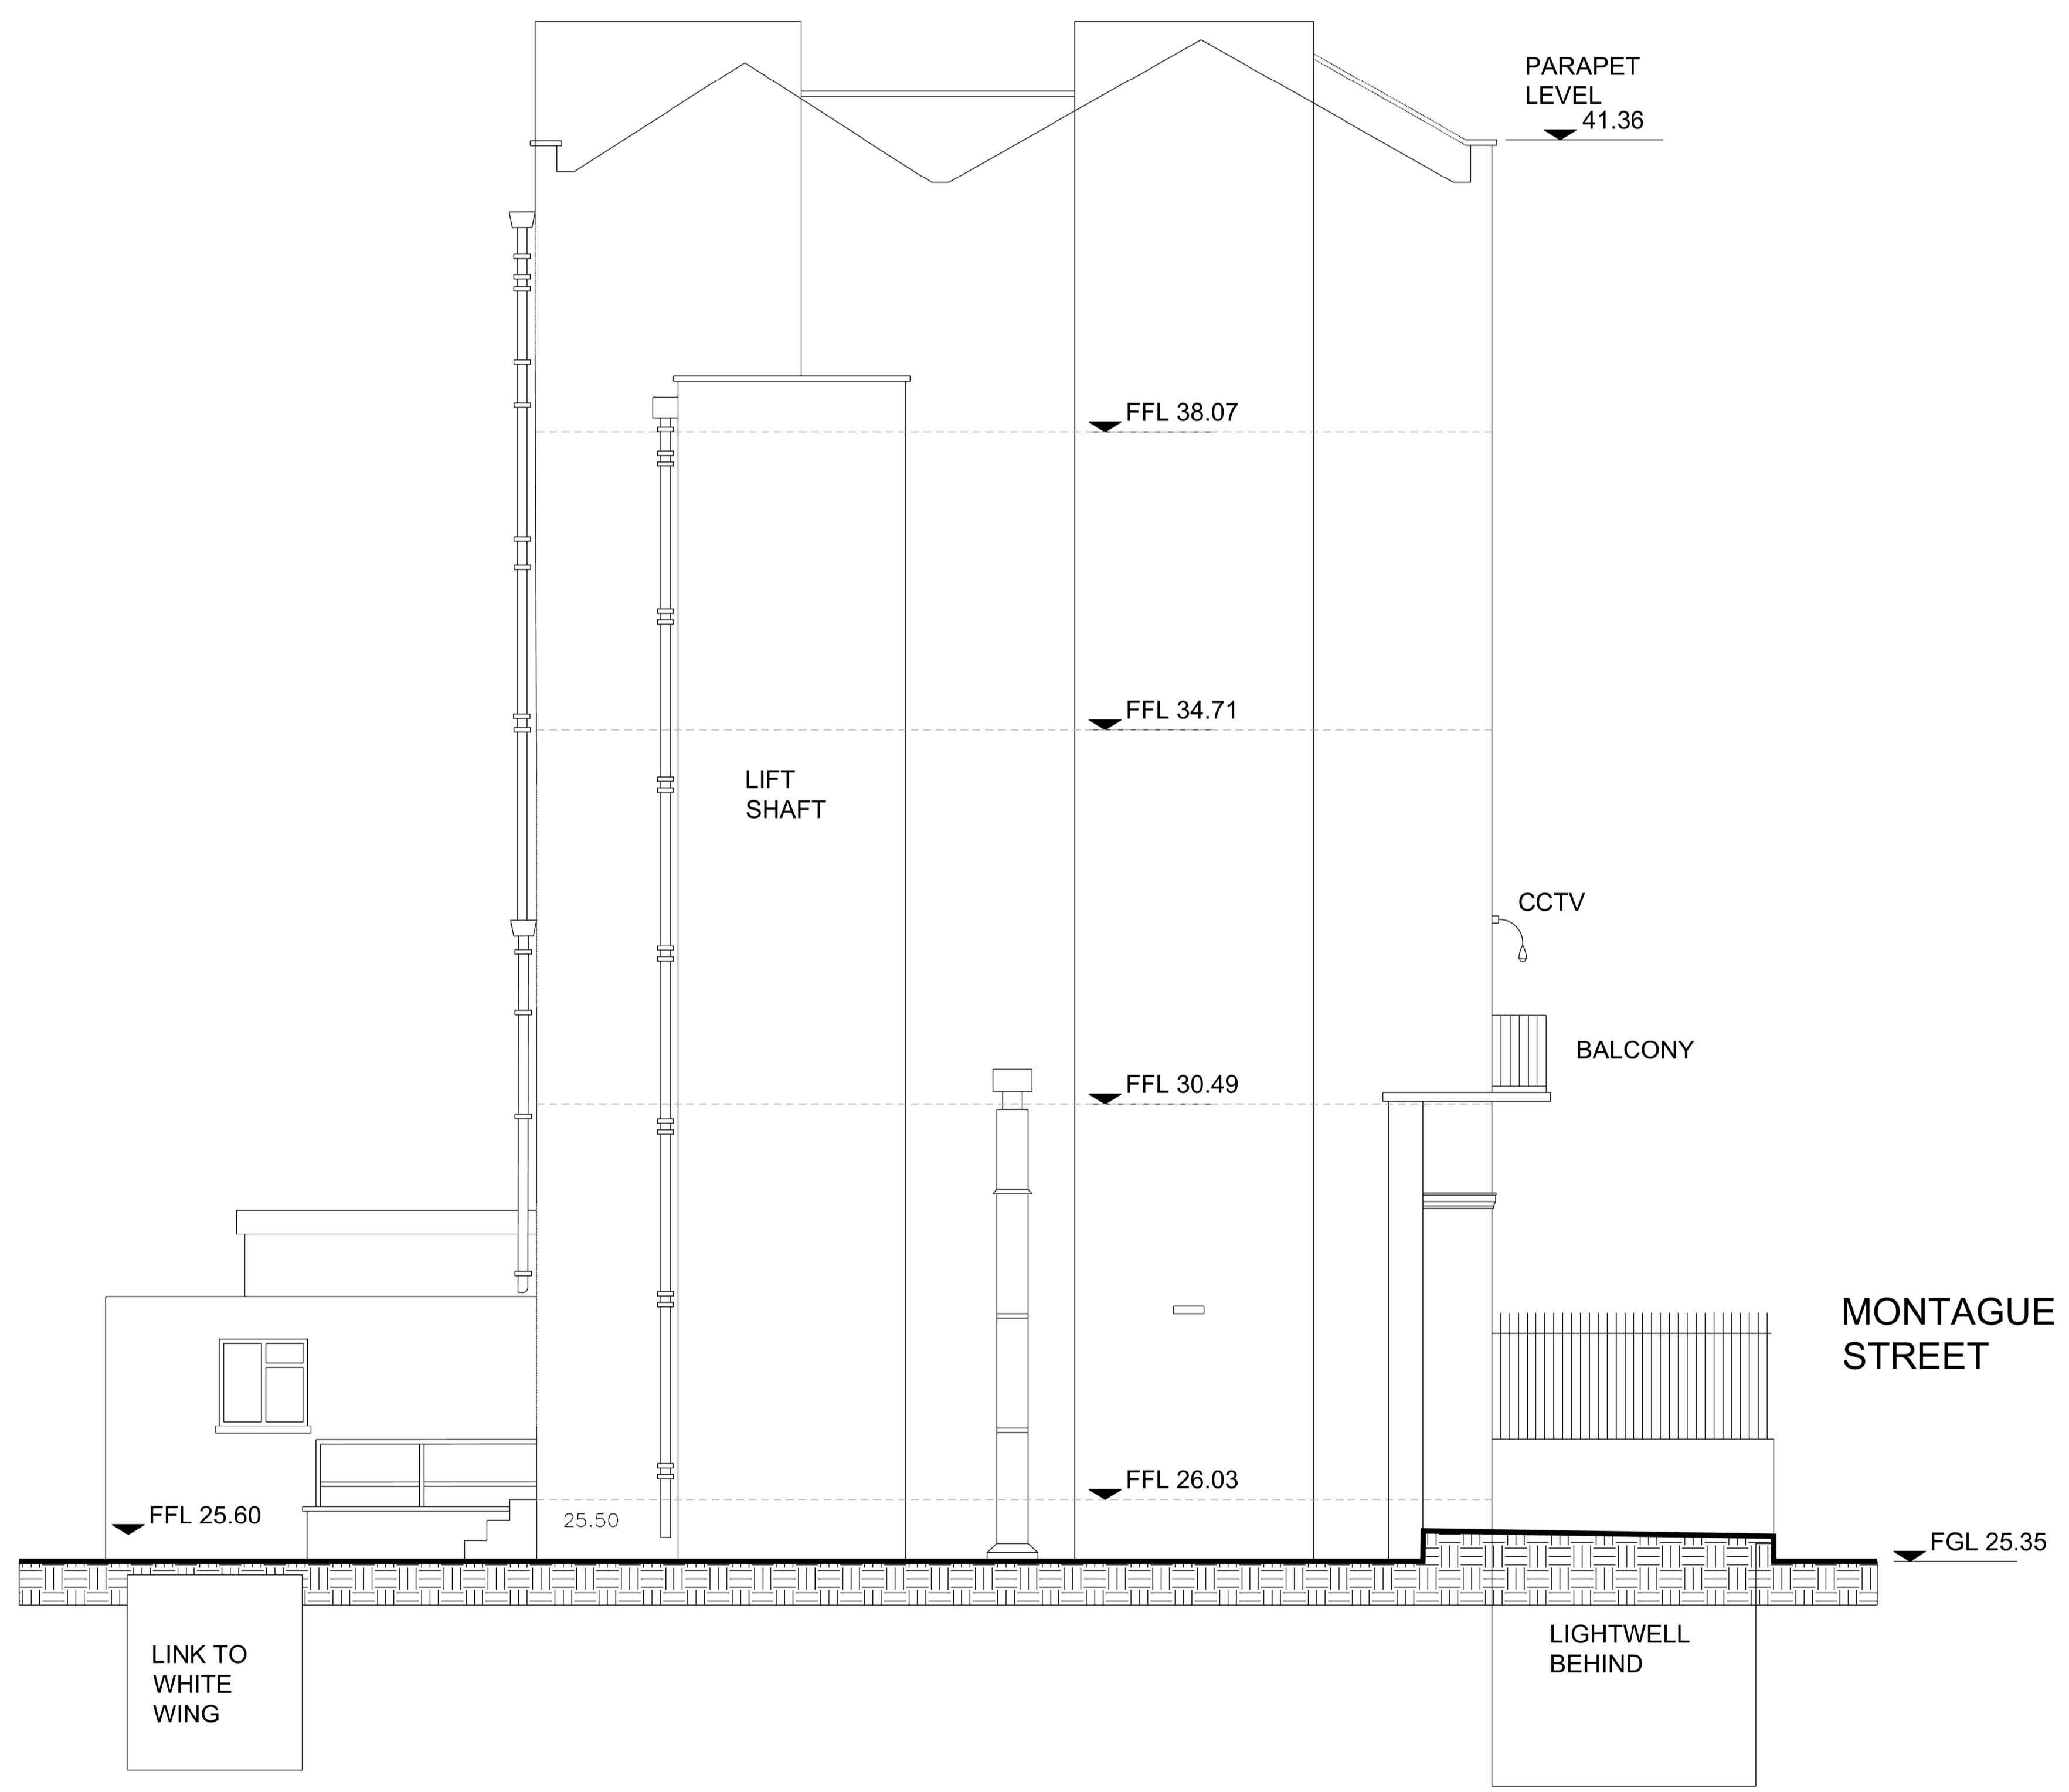 PARAPET
LEVEL
41.36
FFL 38.07
FFL 34.71
LIFT
SHAFT
CCTV
BALCONY
FFL 30.49
MONTAGUE
STREET
FFL 26.03
FFL 25.60
25.50
FGL 25.35
LINK TO
WHITE
WING
LIGHTWELL
BEHIND